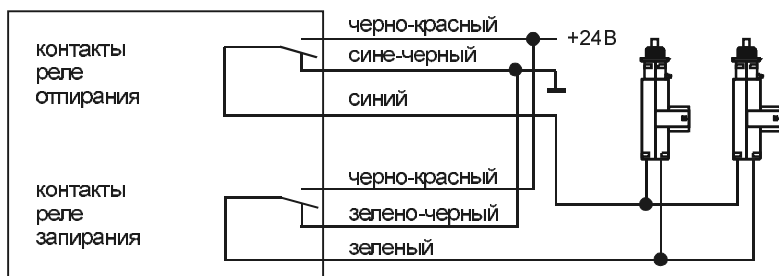 черно-красный
+24В
контакты
реле
отпирания
сине-черный
синий
контакты
реле
запирания
черно-красный
зелено-черный
зеленый